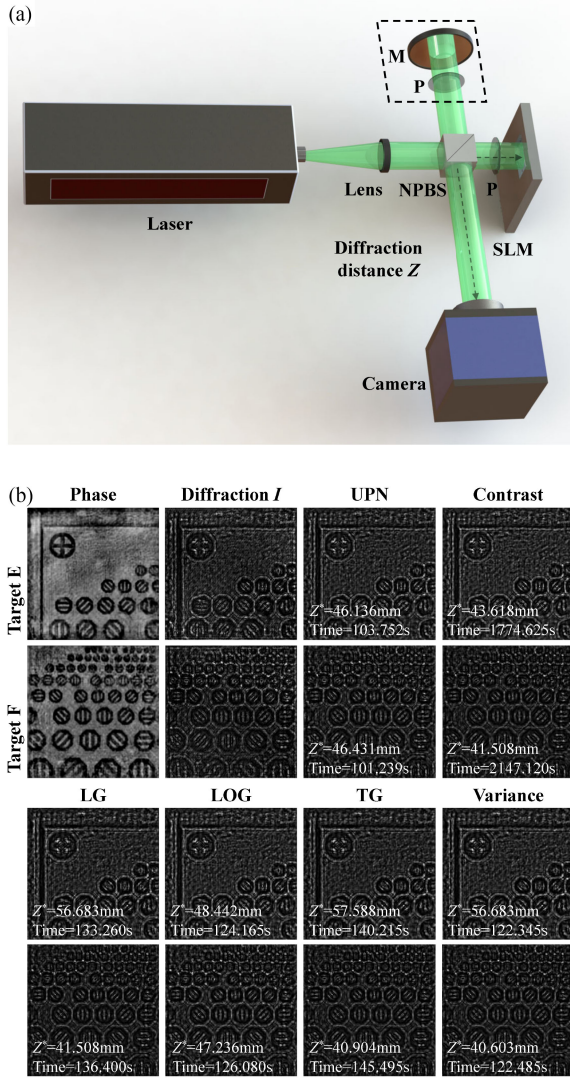 (a)
M
P
Lens
NPBS
P
Laser
SLM
Diffraction
distance Z
Camera
(b)
Phase
Diffraction I
UPN
Contrast
Target E
Z*=46.136mm
Time=103.752s
Z*=43.618mm
Time=1774.625s
Target F
Z*=46.431mm
Time=101.239s
Z*=41.508mm
Time=2147.120s
LG
LOG
TG
Variance
Z*=56.683mm
Time=133.260s
Z*=48.442mm
Time=124.165s
Z*=57.588mm
Time=140.215s
Z*=56.683mm
Time=122.345s
Z*=41.508mm
Time=136.400s
Z*=47.236mm
Time=126.080s
Z*=40.904mm
Time=145.495s
Z*=40.603mm
Time=122.485s